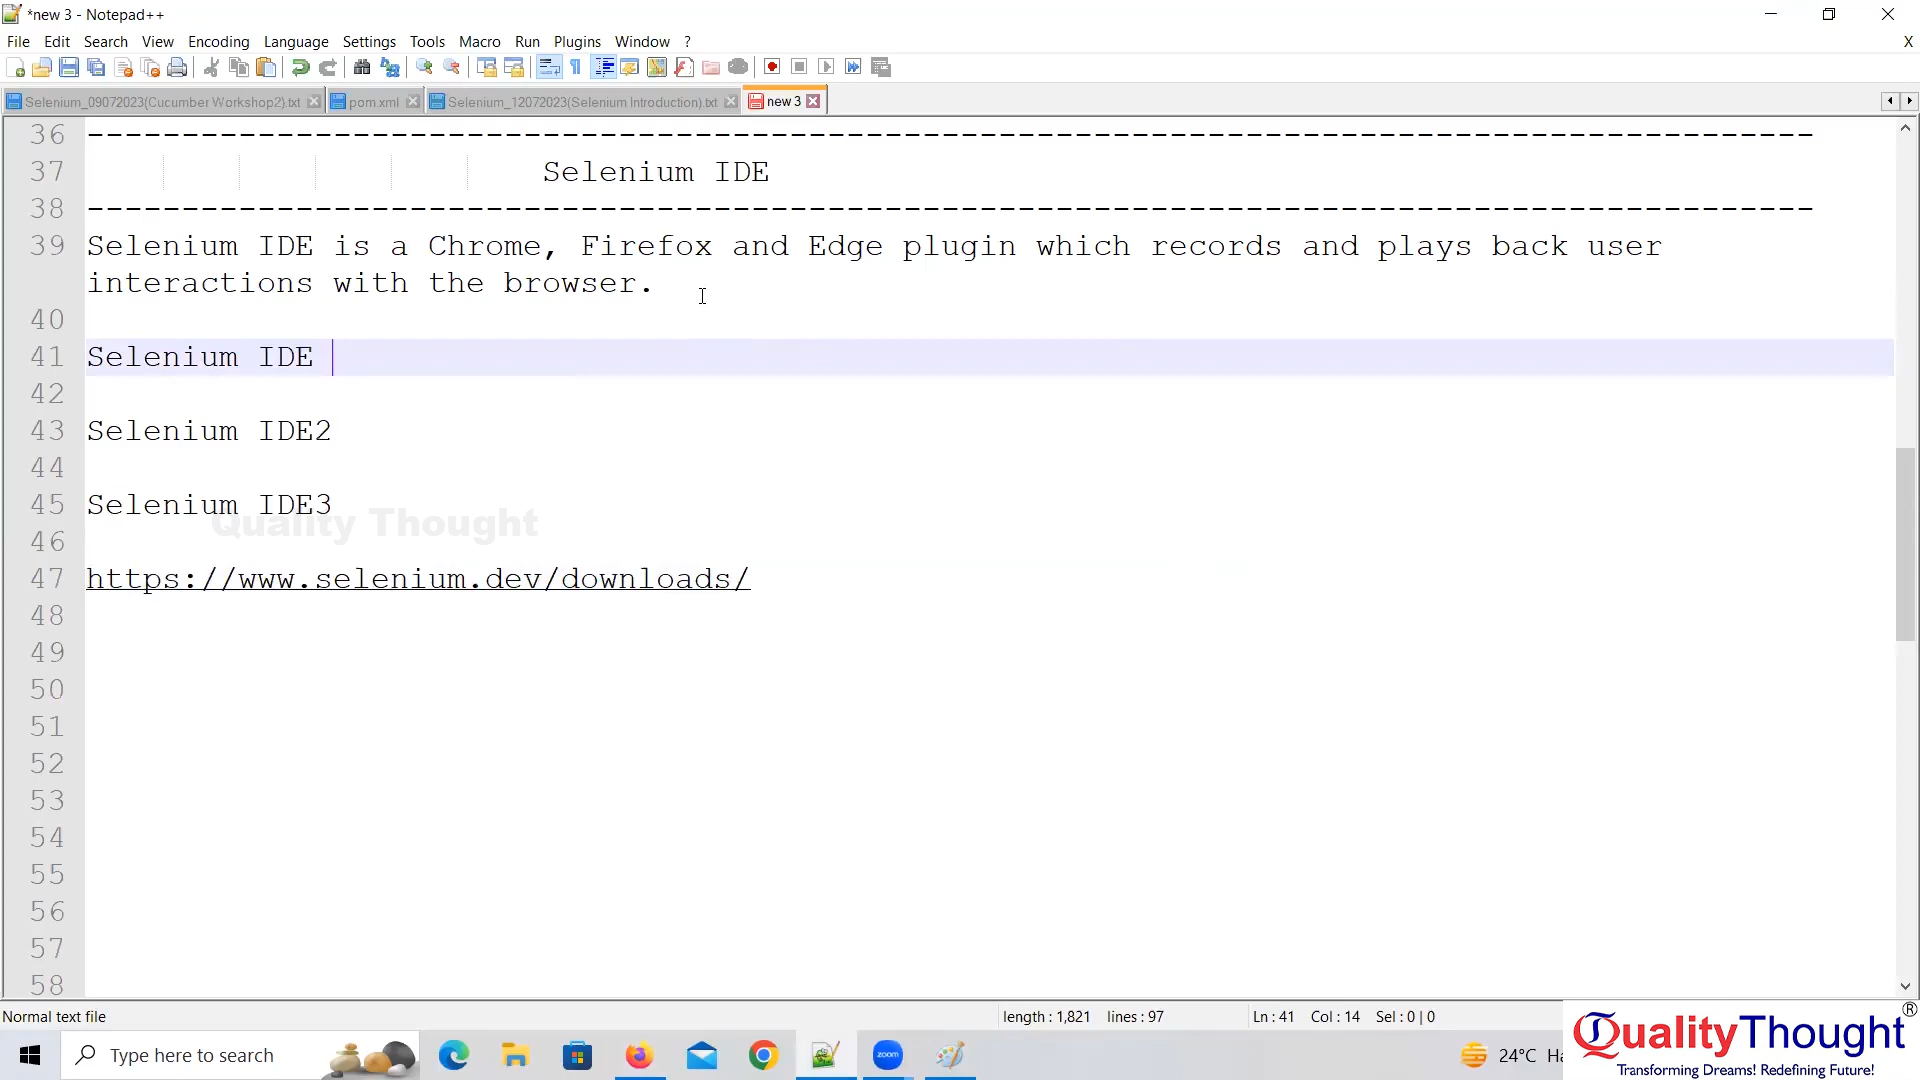 *new 3 - Notepad++
File Edit Search View Encoding Language Settings Tools Macro Run Plugins Window ? X
Selenium_09072023(Cucumber Workshop2).txt pom.xml Selenium_12072023(Selenium Introduction).txt new 3
36 --------------------------------------------------------------------------------------------
37 Selenium IDE
38 --------------------------------------------------------------------------------------------
39 Selenium IDE is a Chrome, Firefox and Edge plugin which records and plays back user
interactions with the browser.
40
41 Selenium IDE
42
43 Selenium IDE2
44
45 Selenium IDE3
Quality Thought
46
47 https://www.selenium.dev/downloads/
48
49
50
51
52
53
54
55
56
57
58
Normal text file length : 1,821 lines : 97 Ln : 41 Col : 14 Sel : 0 | 0
Type here to search zoom 24°C Ha
QualityThought ®
Transforming Dreams! Redefining Future!